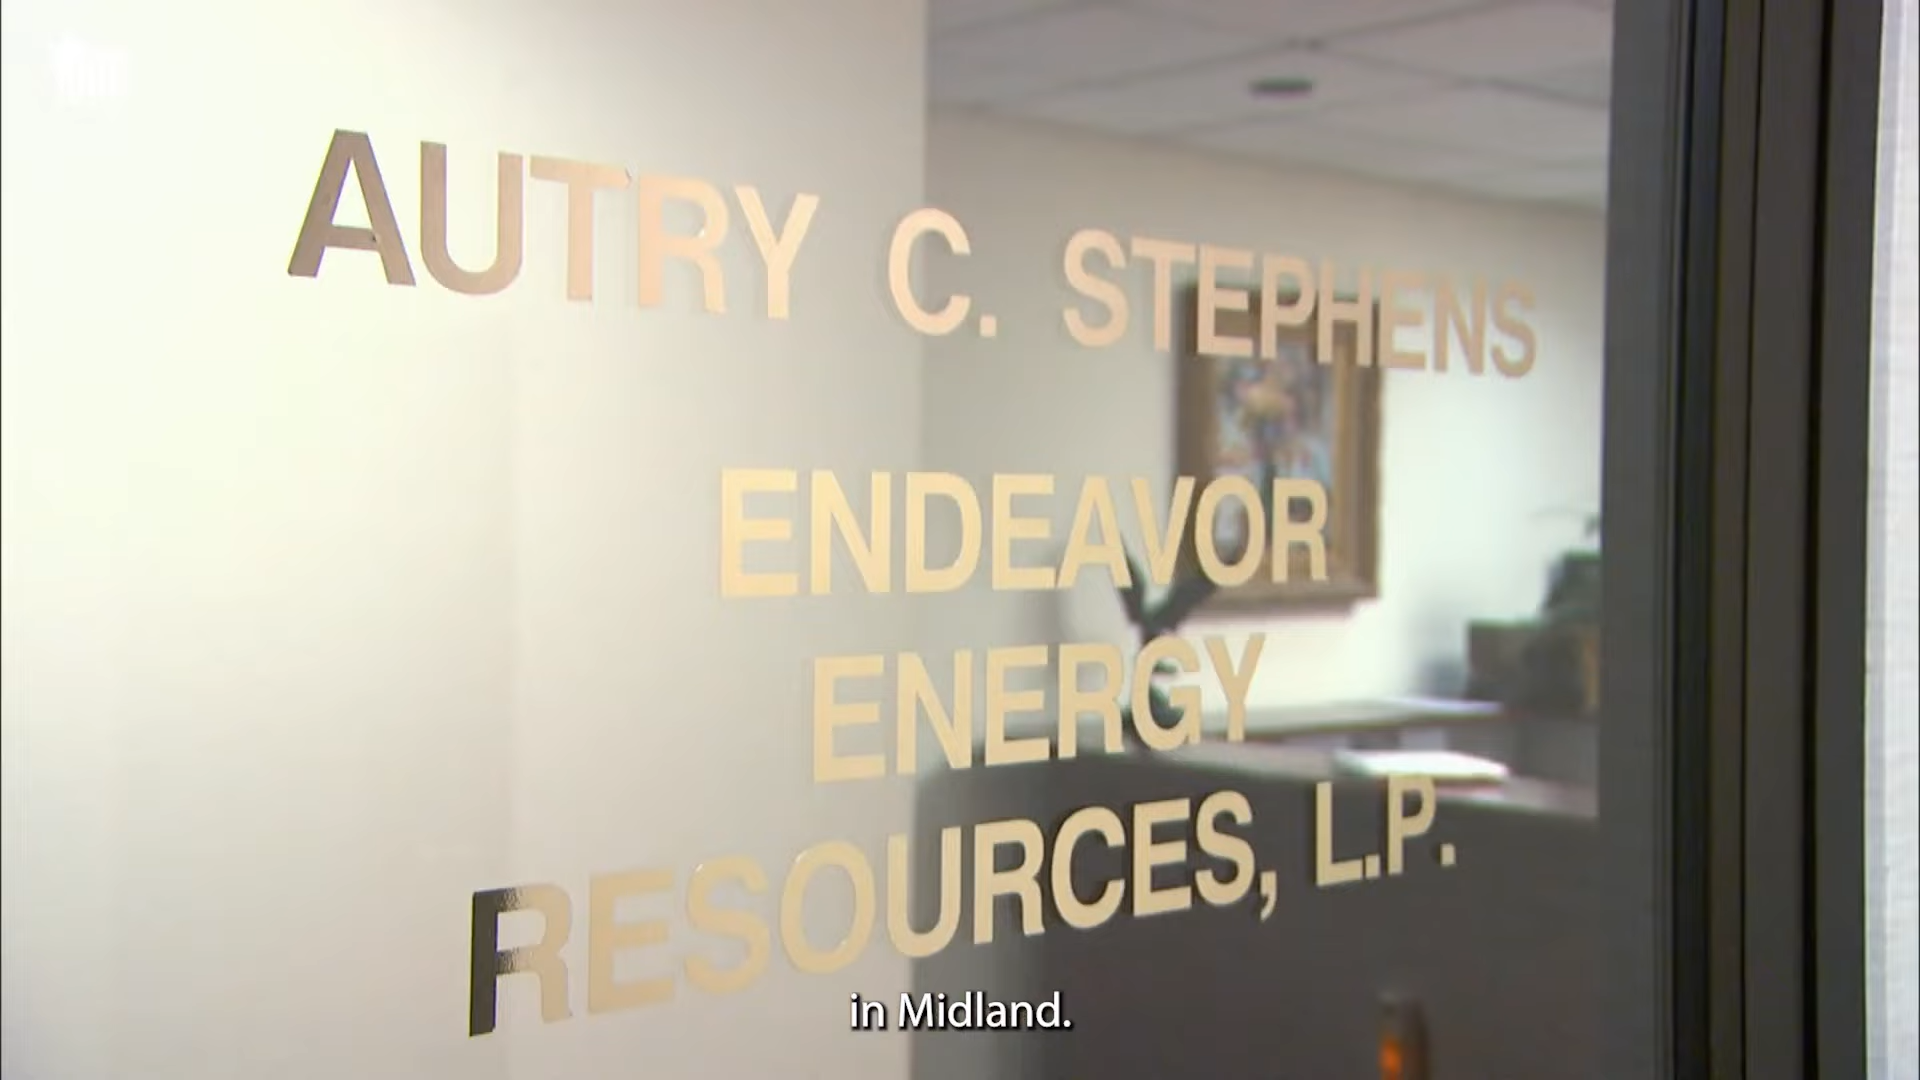 AUTRY C. STEPHENS
ENDEAVOR
ENERGY
RESOURCES, L.P.
in Midland.